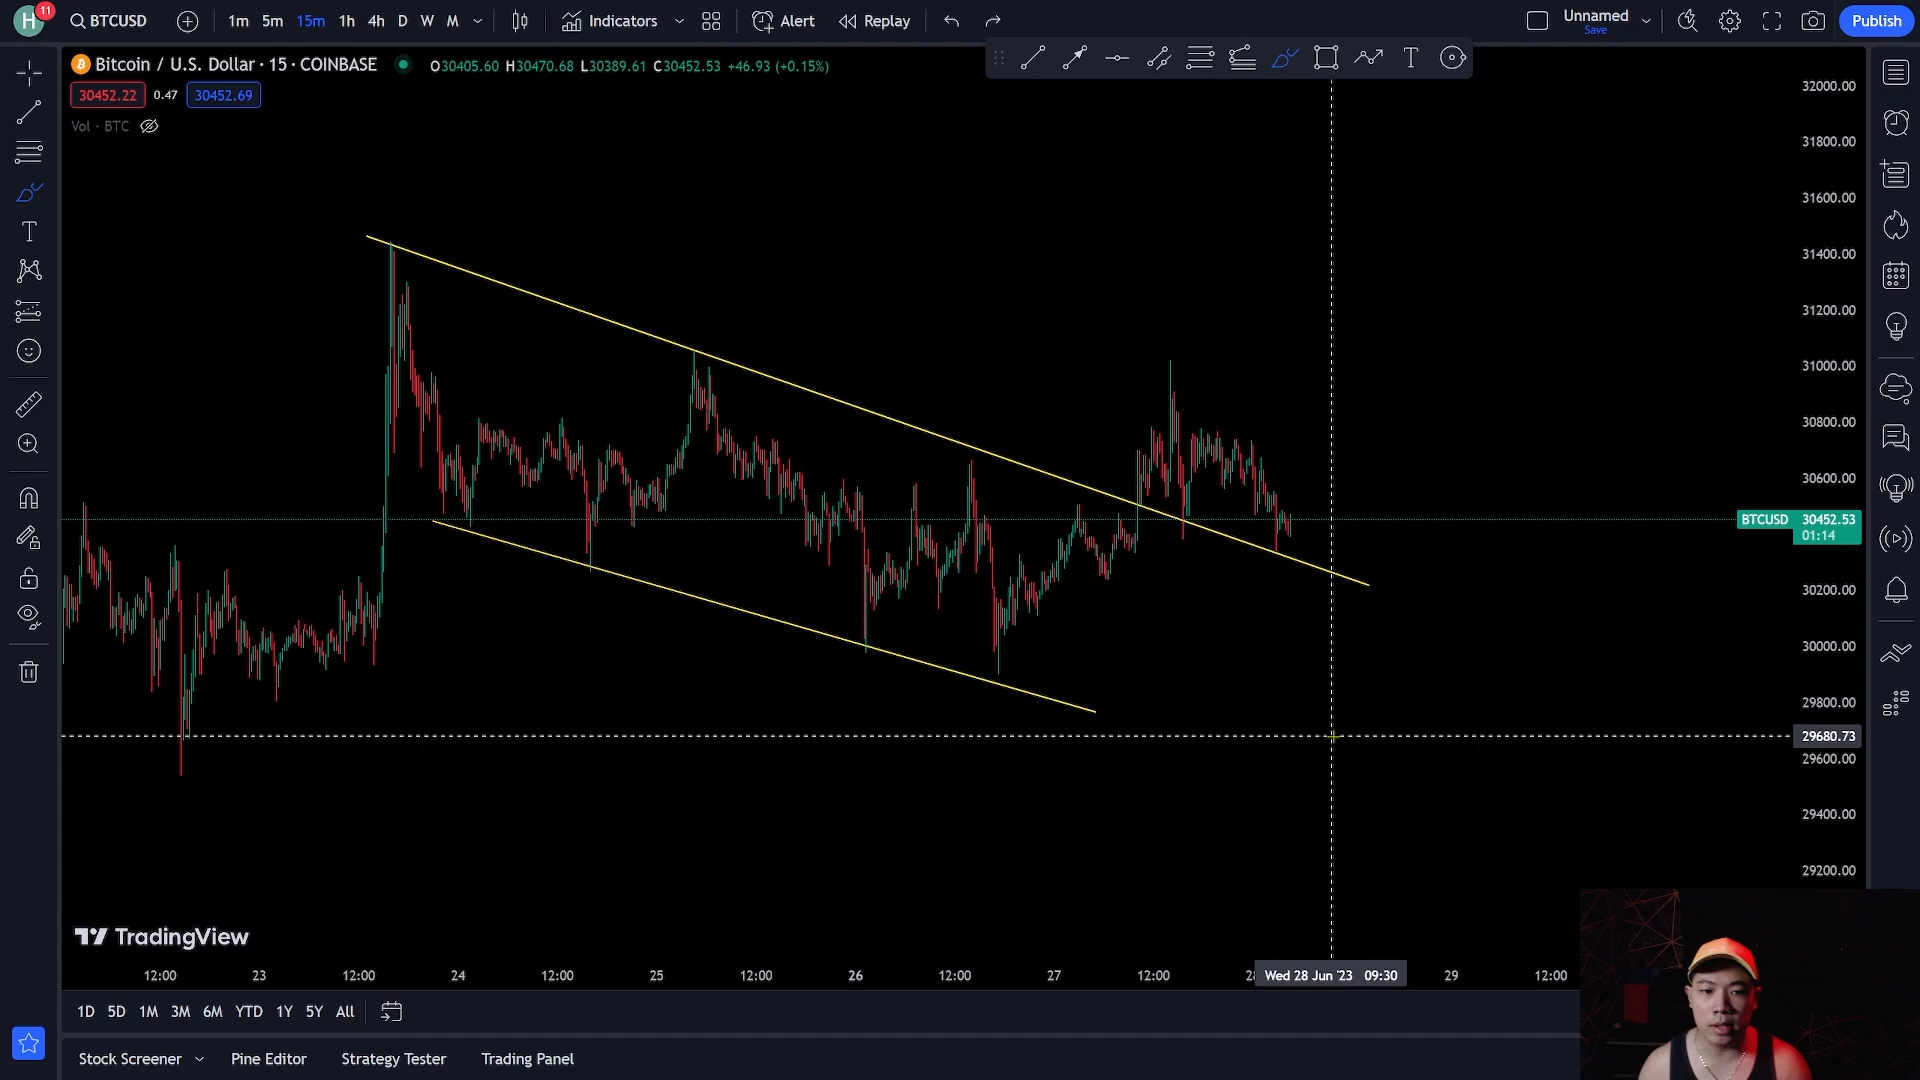 H 11 BTCUSD 1m 5m 15m 1h 4h D W M Indicators Alert Replay Unnamed Save Publish
Bitcoin / U.S. Dollar · 15 · COINBASE O30405.60 H30470.68 L30389.61 C30452.53 +46.93 (+0.15%)
30452.22 0.47 30452.69
Vol · BTC
32000.00
31800.00
31600.00
31400.00
31200.00
31000.00
30800.00
30600.00
BTCUSD 30452.53
01:14
30200.00
30000.00
29800.00
29680.73
29600.00
29400.00
29200.00
TradingView
12:00 23 12:00 24 12:00 25 12:00 26 12:00 27 12:00 Wed 28 Jun '23 09:30 29 12:00
1D 5D 1M 3M 6M YTD 1Y 5Y All
Stock Screener Pine Editor Strategy Tester Trading Panel